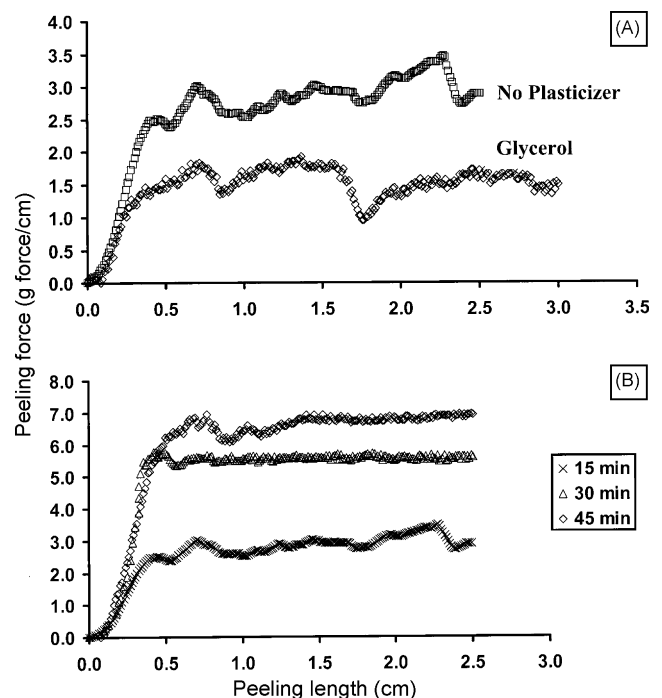 (A)
4.0
3.5
3.0
2.5
2.0
1.5
1.0
0.5
0.0
No Plasticizer
Glycerol
0.0 0.5 1.0 1.5 2.0 2.5 3.0 3.5
Peeling force (g force/cm)
(B)
8.0
7.0
6.0
5.0
4.0
3.0
2.0
1.0
0.0
15 min
30 min
45 min
0.0 0.5 1.0 1.5 2.0 2.5 3.0
Peeling length (cm)